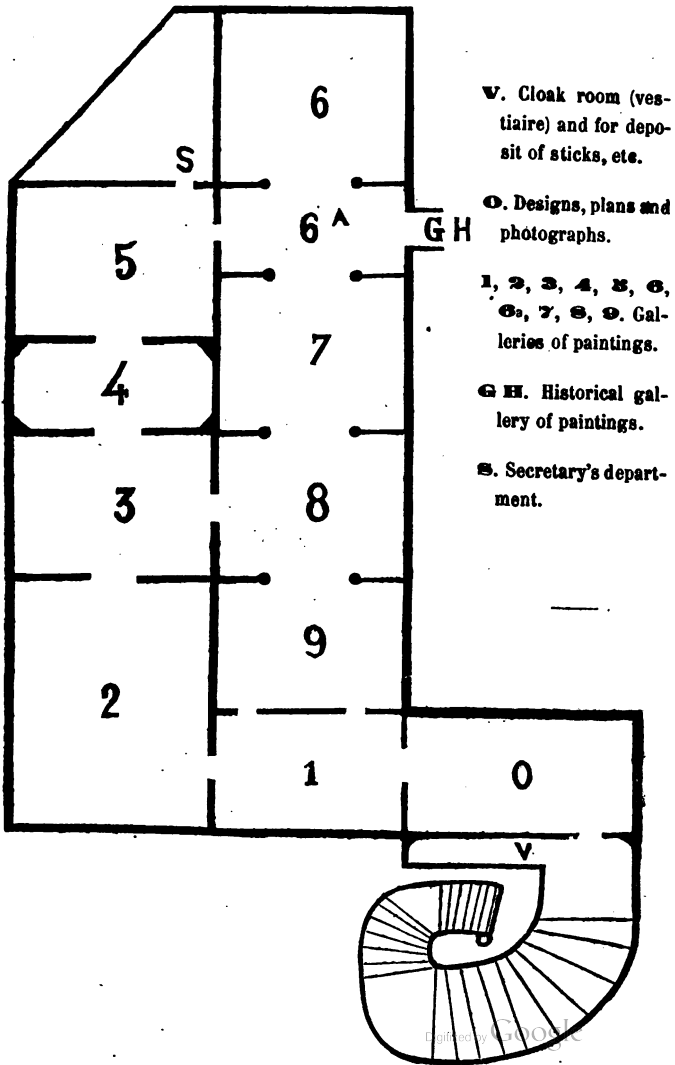 6
S
6 A
G H
5
7
4
3
8
9
2
1
O
V
V. Cloak room (ves-
tiaire) and for depo-
sit of sticks, etc.
O. Designs, plans and
photographs.
1, 2, 3, 4, 5, 6,
6a, 7, 8, 9. Gal-
leries of paintings.
G H. Historical gal-
lery of paintings.
S. Secretary's depart-
ment.
Digitized by Google